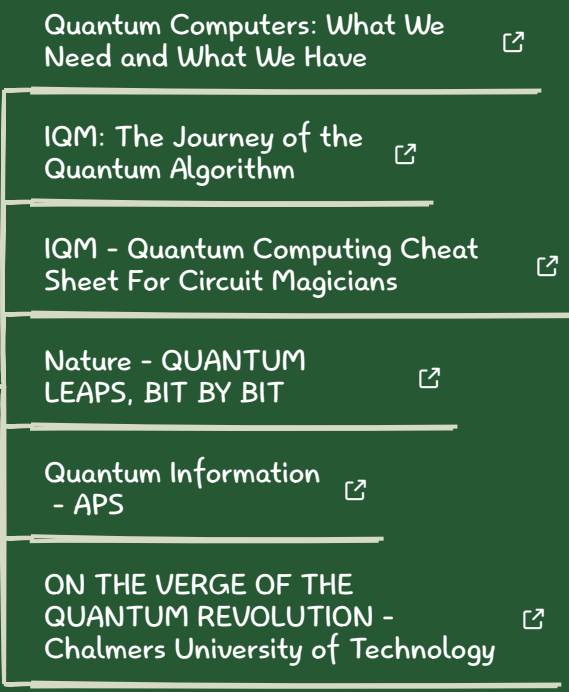 Quantum Computers: What We
Need and What We Have
IQM: The Journey of the
Quantum Algorithm
IQM - Quantum Computing Cheat
Sheet For Circuit Magicians
Nature - QUANTUM
LEAPS, BIT BY BIT
Quantum Information
- APS
ON THE VERGE OF THE
QUANTUM REVOLUTION -
Chalmers University of Technology